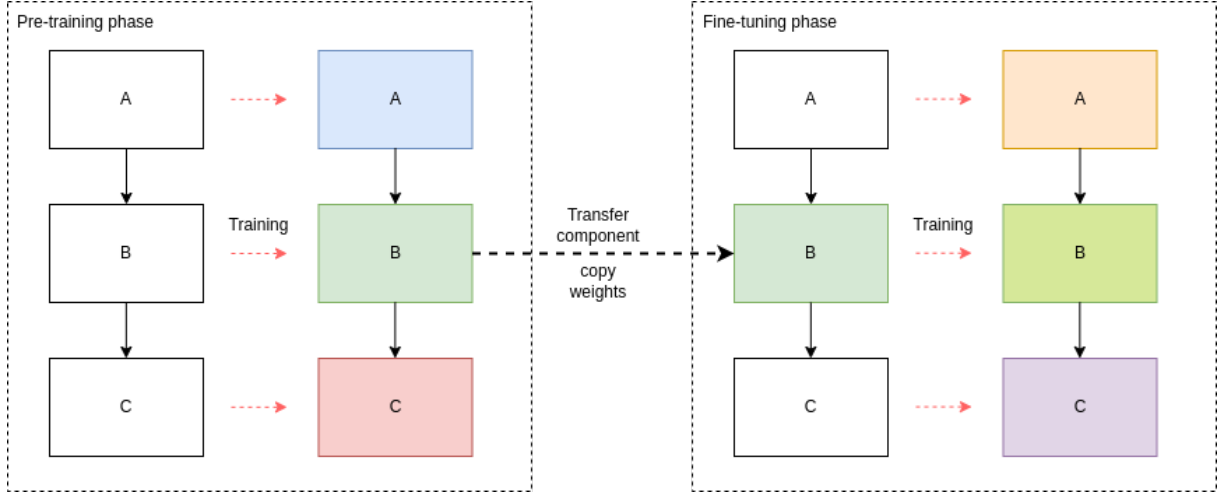 Pre-training phase
A
A
B
Training
B
C
C
Transfer
component
copy
weights
Fine-tuning phase
A
A
B
Training
B
C
C